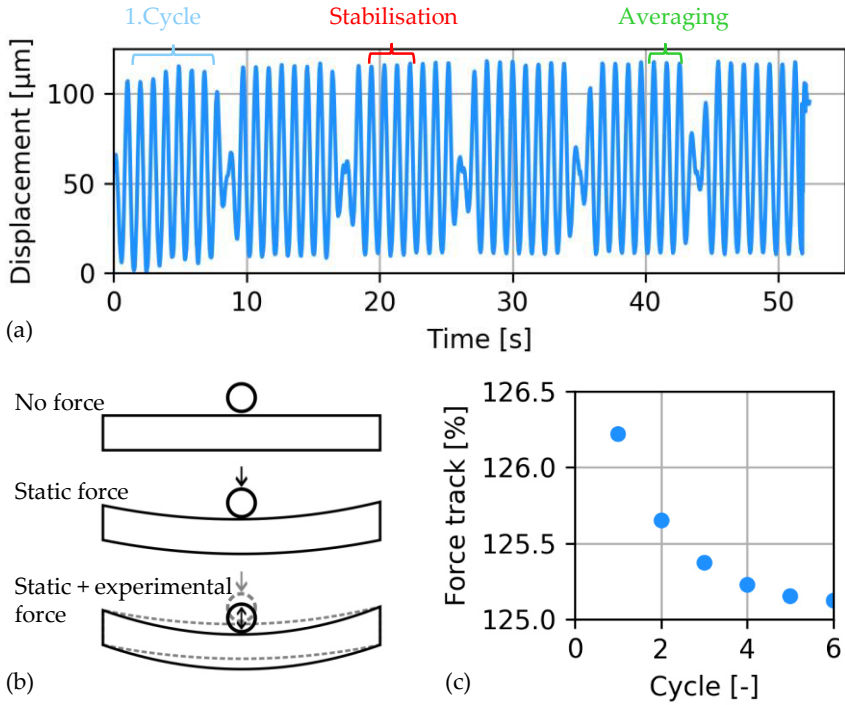 1.Cycle Stabilisation Averaging
Displacement [µm]
100
50
0
0 10 20 30 40 50
Time [s]
(a)
No force
Static force
Static + experimental
force
(b)
Force track [%]
126.5
126.0
125.5
125.0
0 2 4 6
Cycle [-]
(c)